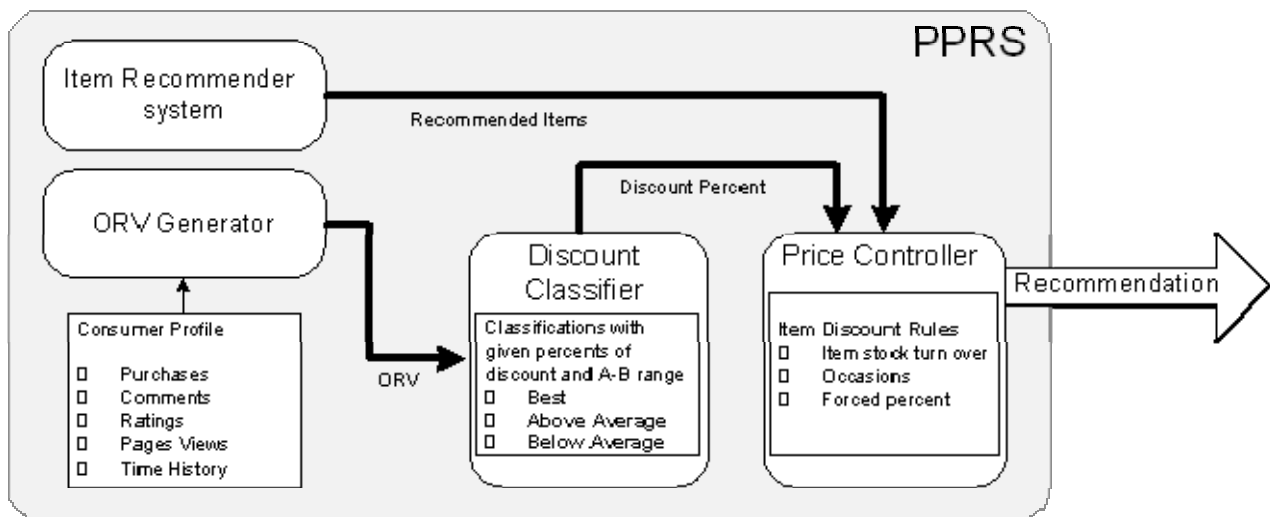 PPRS
Item Recommender
system
Recommended Items
ORV Generator
Discount Percent
Consumer Profile
Purchases
Comments
Ratings
Pages Views
Time History
ORV
Discount
Classifier
Classifications with
given percents of
discount and A-B range
Best
Above Average
Below Average
Price Controller
Item Discount Rules
Item stock turn over
Occasions
Forced percent
Recommendation